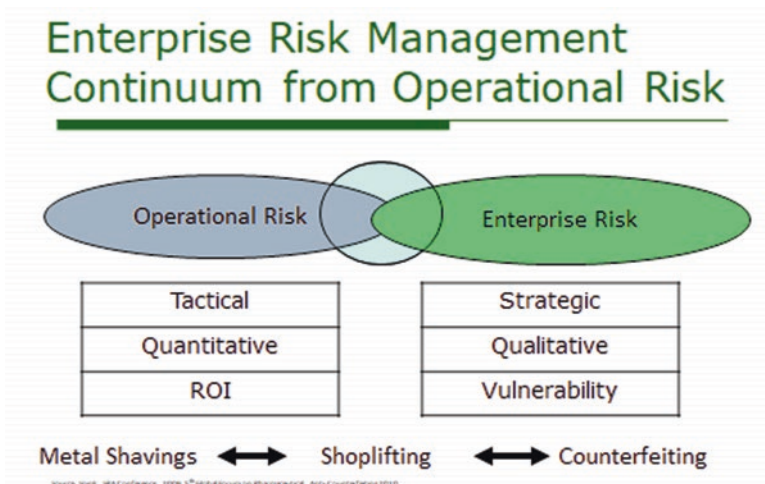 Enterprise Risk Management
Continuum from Operational Risk
Operational Risk
Enterprise Risk
Tactical
Strategic
Quantitative
Qualitative
ROI
Vulnerability
Metal Shavings
Shoplifting
Counterfeiting